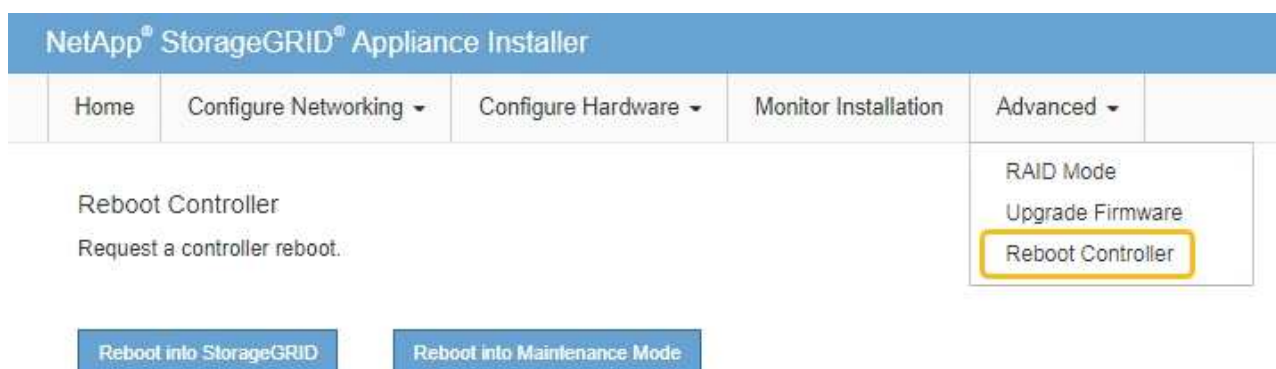 NetApp® StorageGRID® Appliance Installer
Home Configure Networking Configure Hardware Monitor Installation Advanced
RAID Mode
Upgrade Firmware
Reboot Controller
Reboot Controller
Request a controller reboot.
Reboot into StorageGRID Reboot into Maintenance Mode